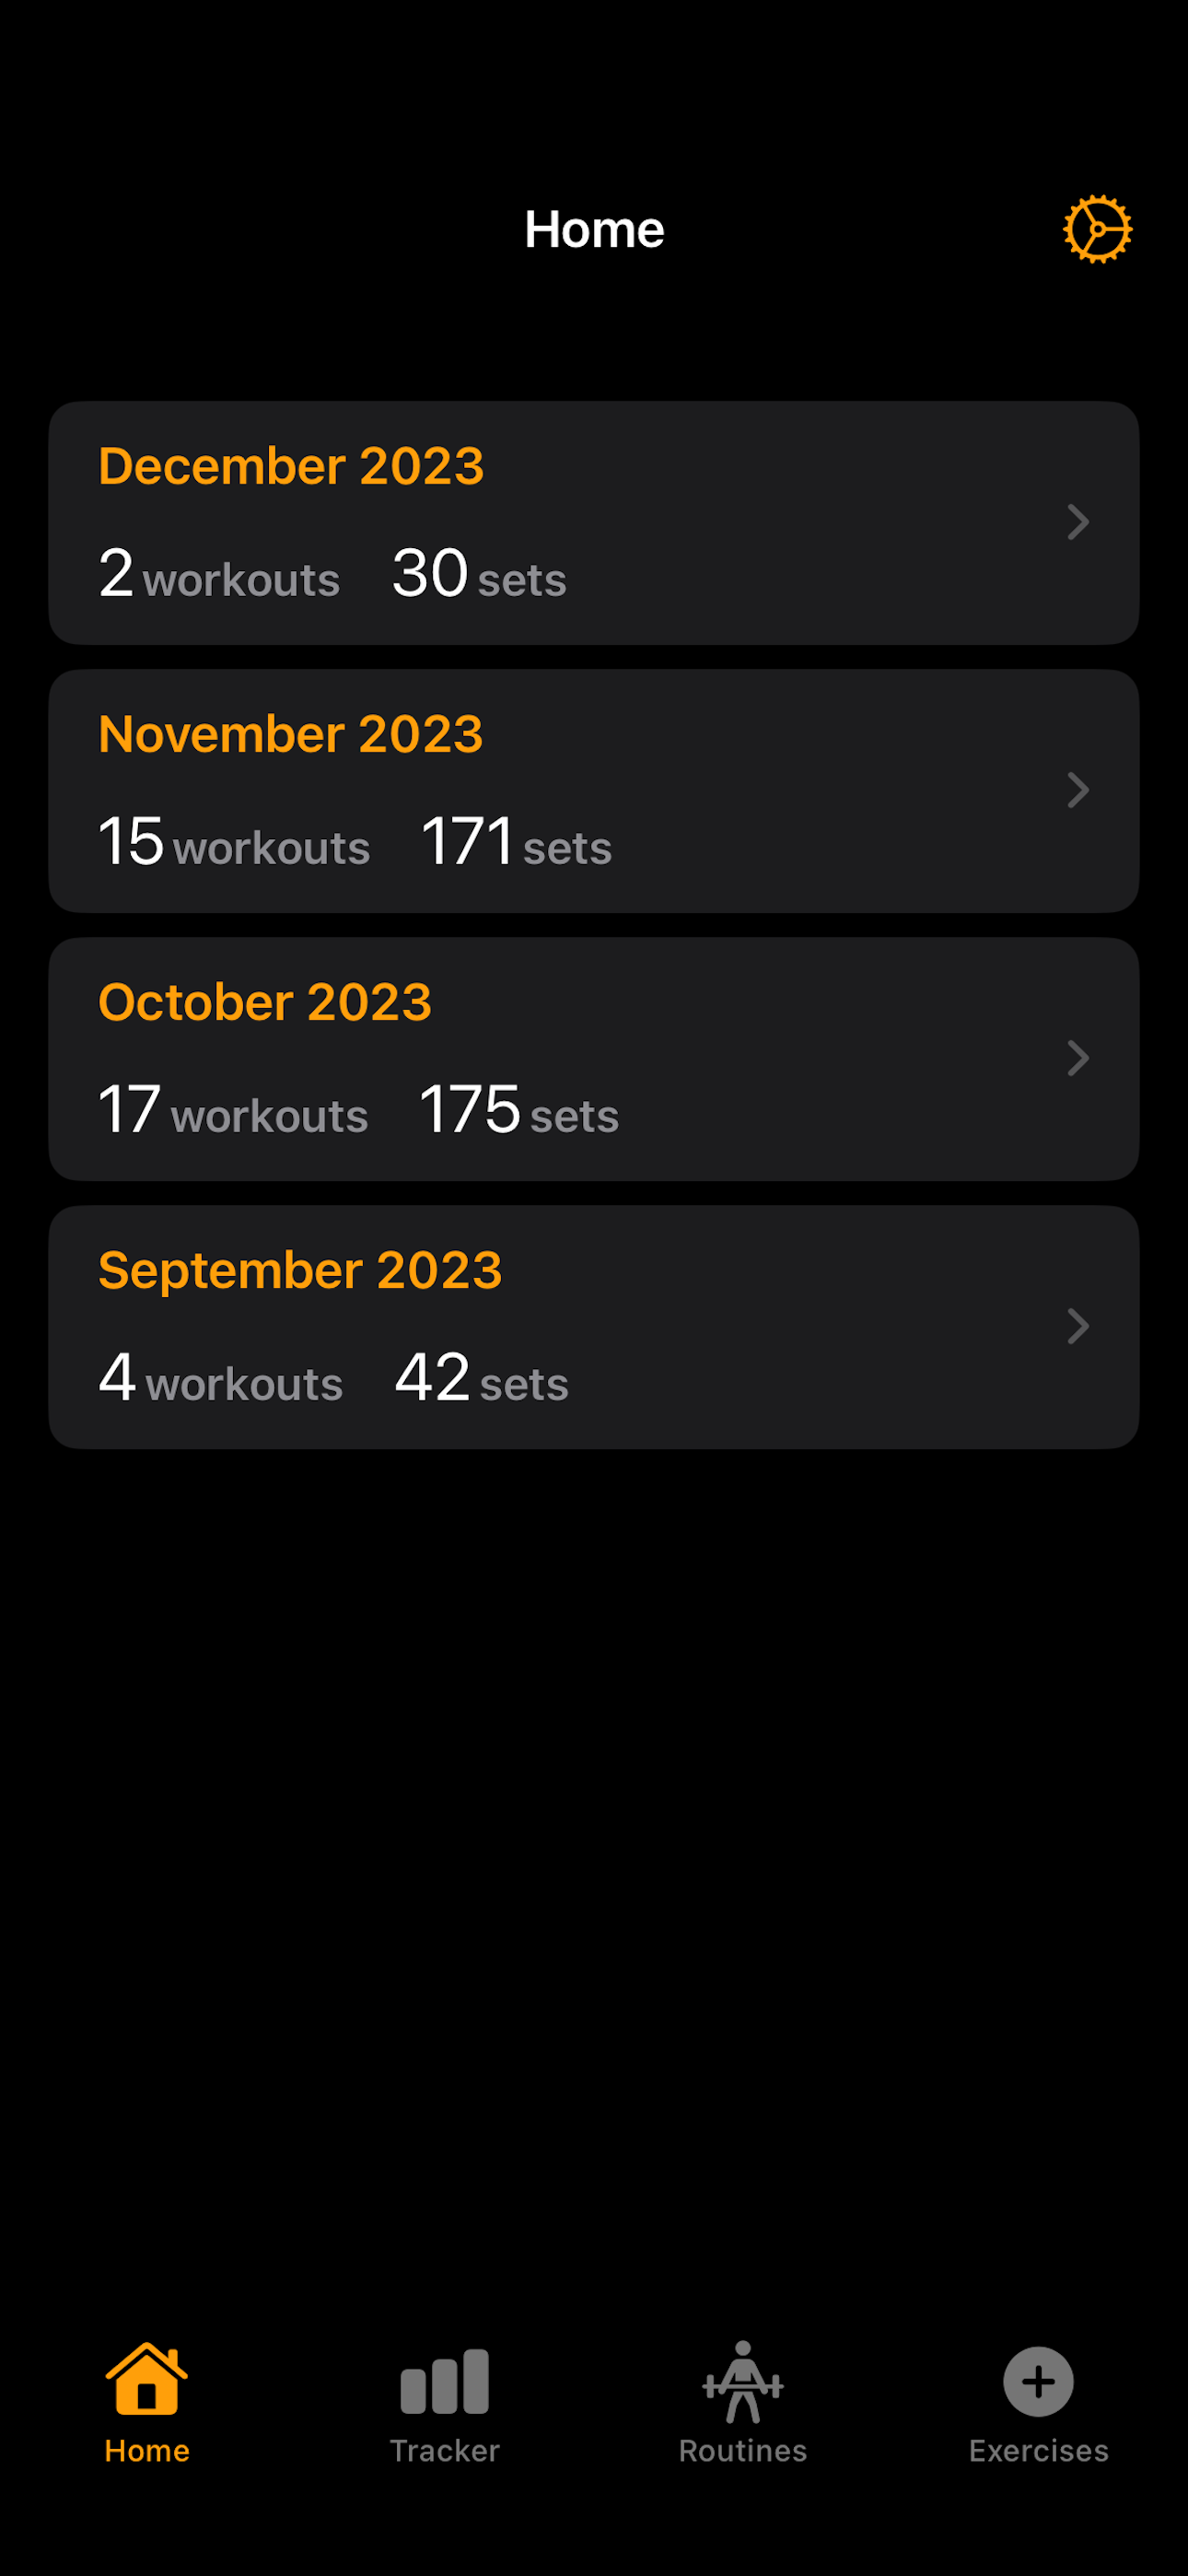 Home
December 2023
2 workouts 30 sets
November 2023
15 workouts 171 sets
October 2023
17 workouts 175 sets
September 2023
4 workouts 42 sets
Home Tracker Routines Exercises